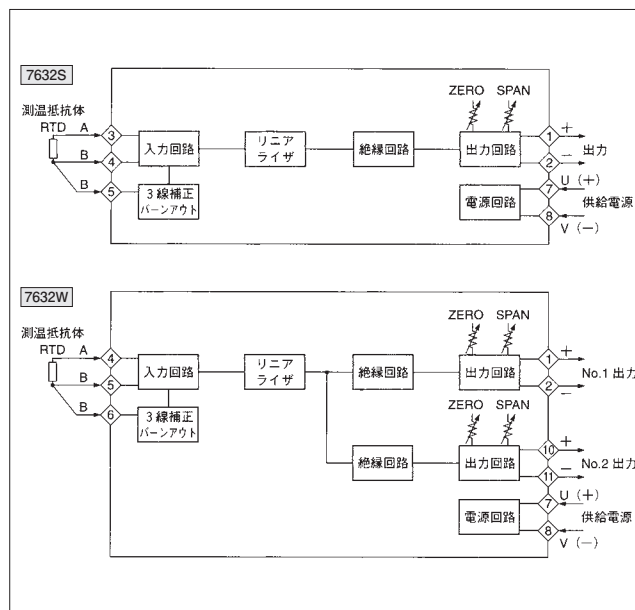 7632S
ZERO SPAN
測温抵抗体
RTD A 3 入力回路 リニアライザ 絶縁回路 出力回路 1 + 出力
B 4 2 −
B 5 3線補正バーンアウト 電源回路 7 U (+) 供給電源
8 V (−)
7632W
ZERO SPAN
測温抵抗体
RTD A 4 入力回路 リニアライザ 絶縁回路 出力回路 1 + No.1 出力
B 5 2 −
B 6 3線補正バーンアウト
ZERO SPAN
絶縁回路 出力回路 10 + No.2 出力
11 −
電源回路 7 U (+) 供給電源
8 V (−)